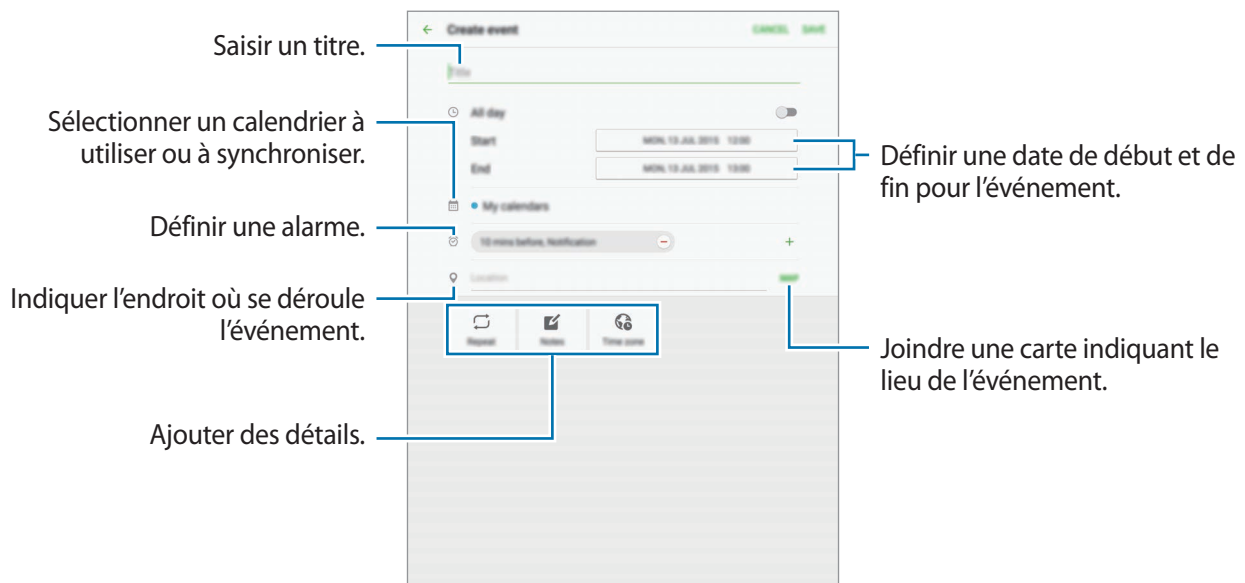 Create event
CANCEL SAVE
Saisir un titre.
Title
All day
Sélectionner un calendrier à
utiliser ou à synchroniser.
Start
MON, 13 JUL 2015 12:00
End
MON, 13 JUL 2015 13:00
Définir une date de début et de
fin pour l’événement.
My calendars
Définir une alarme.
10 mins before, Notification
Location
MAP
Indiquer l’endroit où se déroule
l’événement.
Repeat
Notes
Time zone
Joindre une carte indiquant le
lieu de l’événement.
Ajouter des détails.